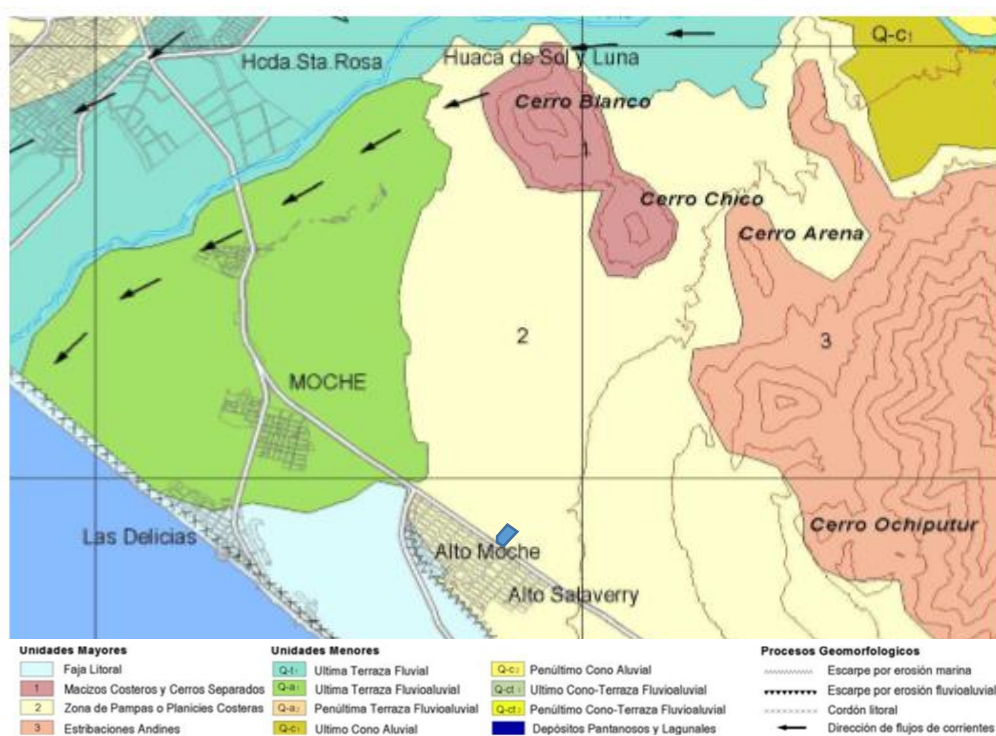 Q-c1
Hcda.Sta.Rosa
Huaca de Sol y Luna
Cerro Blanco
1
Cerro Chico
Cerro Arena
2
3
MOCHE
Las Delicias
Alto Moche
Cerro Ochiputur
Alto Salaverry
Unidades Mayores
Faja Litoral
1 Macizos Costeros y Cerros Separados
2 Zona de Pampas o Planicies Costeras
3 Estribaciones Andines
Unidades Menores
Q-t1 Ultima Terraza Fluvial
Q-a1 Ultima Terraza Fluvioaluvial
Q-a2 Penúltima Terraza Fluvioaluvial
Q-c1 Ultimo Cono Aluvial
Q-c2 Penúltimo Cono Aluvial
Q-ct1 Ultimo Cono-Terraza Fluvioaluvial
Q-ct2 Penúltimo Cono-Terraza Fluvioaluvial
Depósitos Pantanosos y Lagunales
Procesos Geomorfologicos
Escarpe por erosión marina
Escarpe por erosión fluvioaluvial
Cordón litoral
Dirección de flujos de corrientes